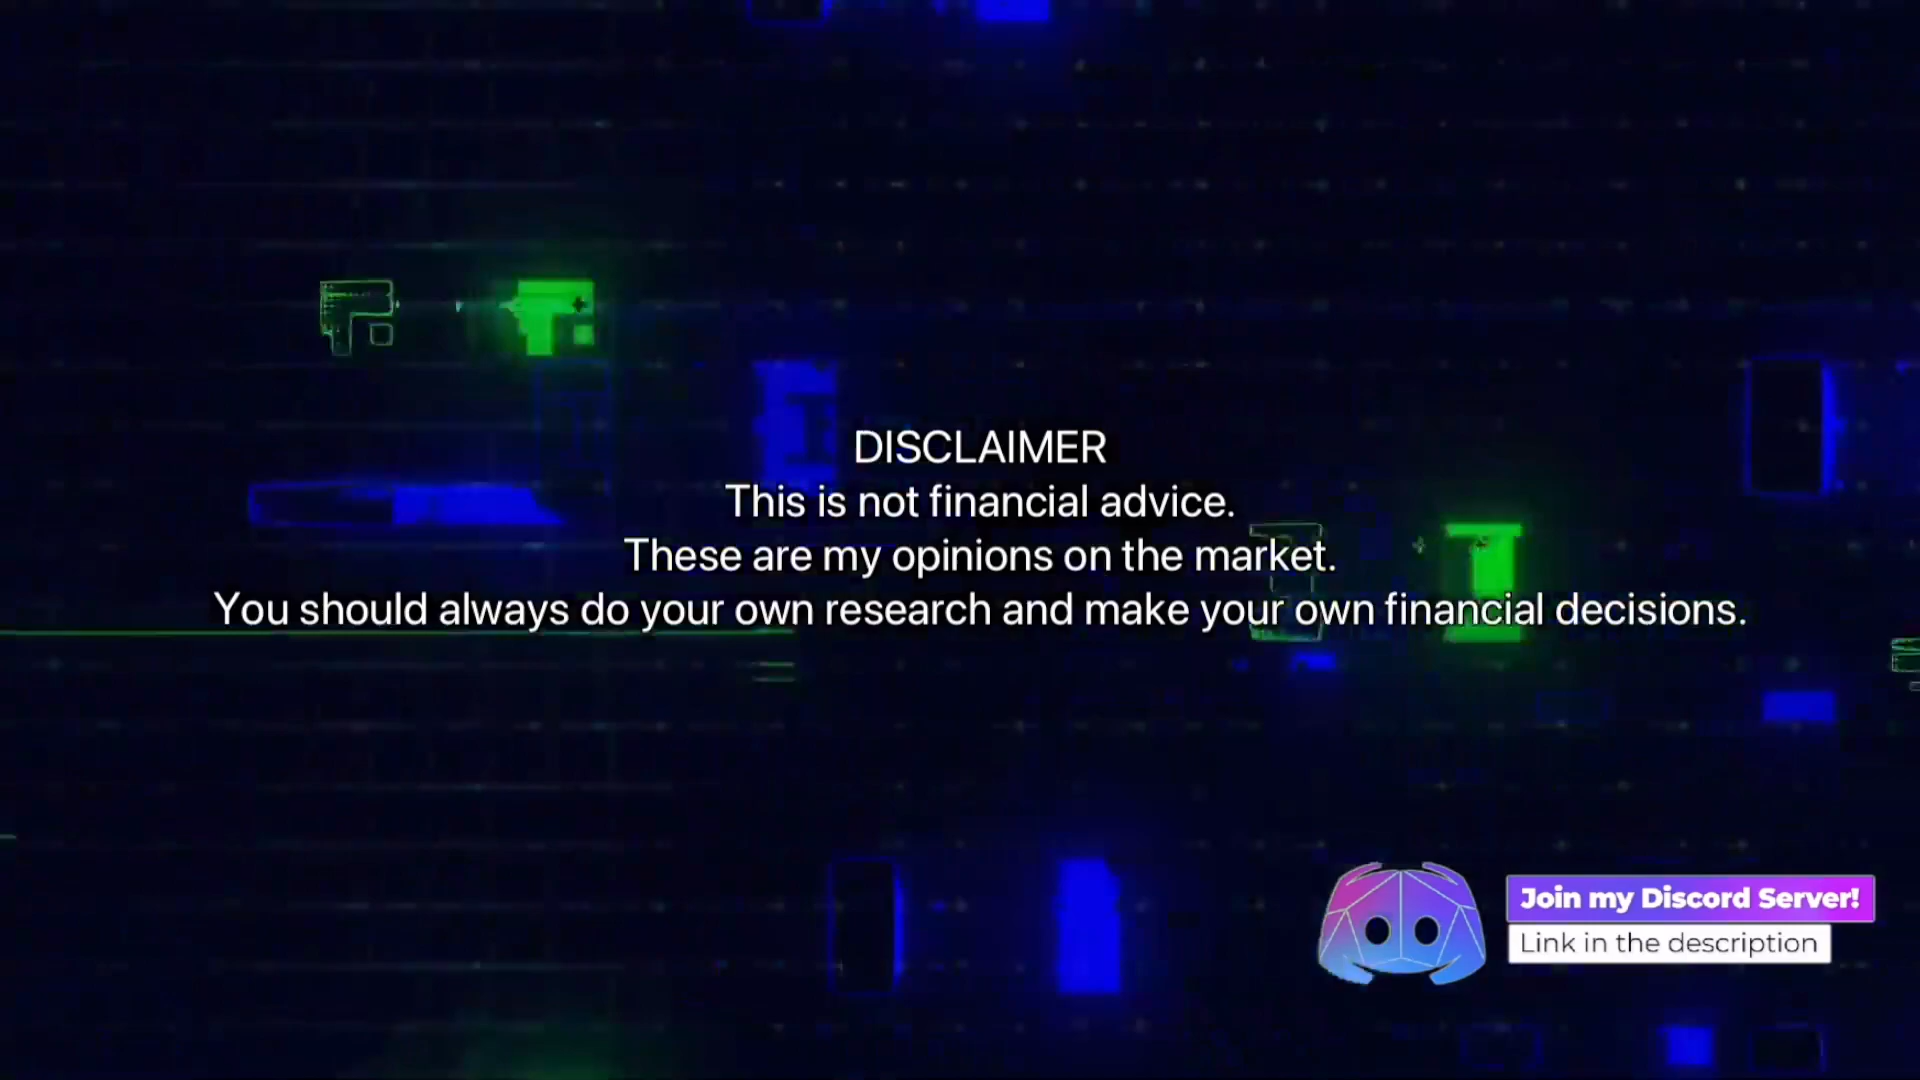 DISCLAIMER
This is not financial advice.
These are my opinions on the market.
You should always do your own research and make your own financial decisions.
Join my Discord Server!
Link in the description